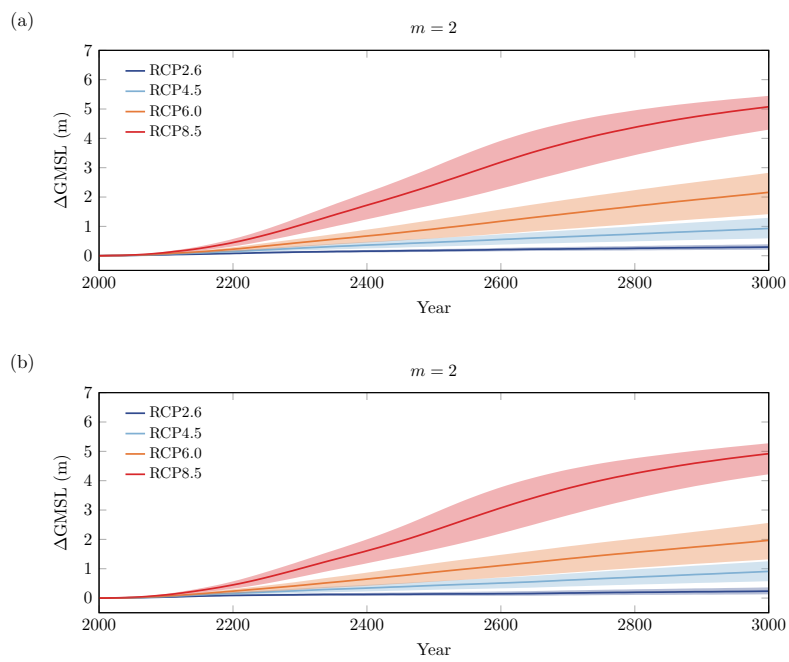 (a)
m = 2
7
6
5
4
3
2
1
0
ΔGMSL (m)
RCP2.6
RCP4.5
RCP6.0
RCP8.5
2000 2200 2400 2600 2800 3000
Year
(b)
m = 2
7
6
5
4
3
2
1
0
ΔGMSL (m)
RCP2.6
RCP4.5
RCP6.0
RCP8.5
2000 2200 2400 2600 2800 3000
Year